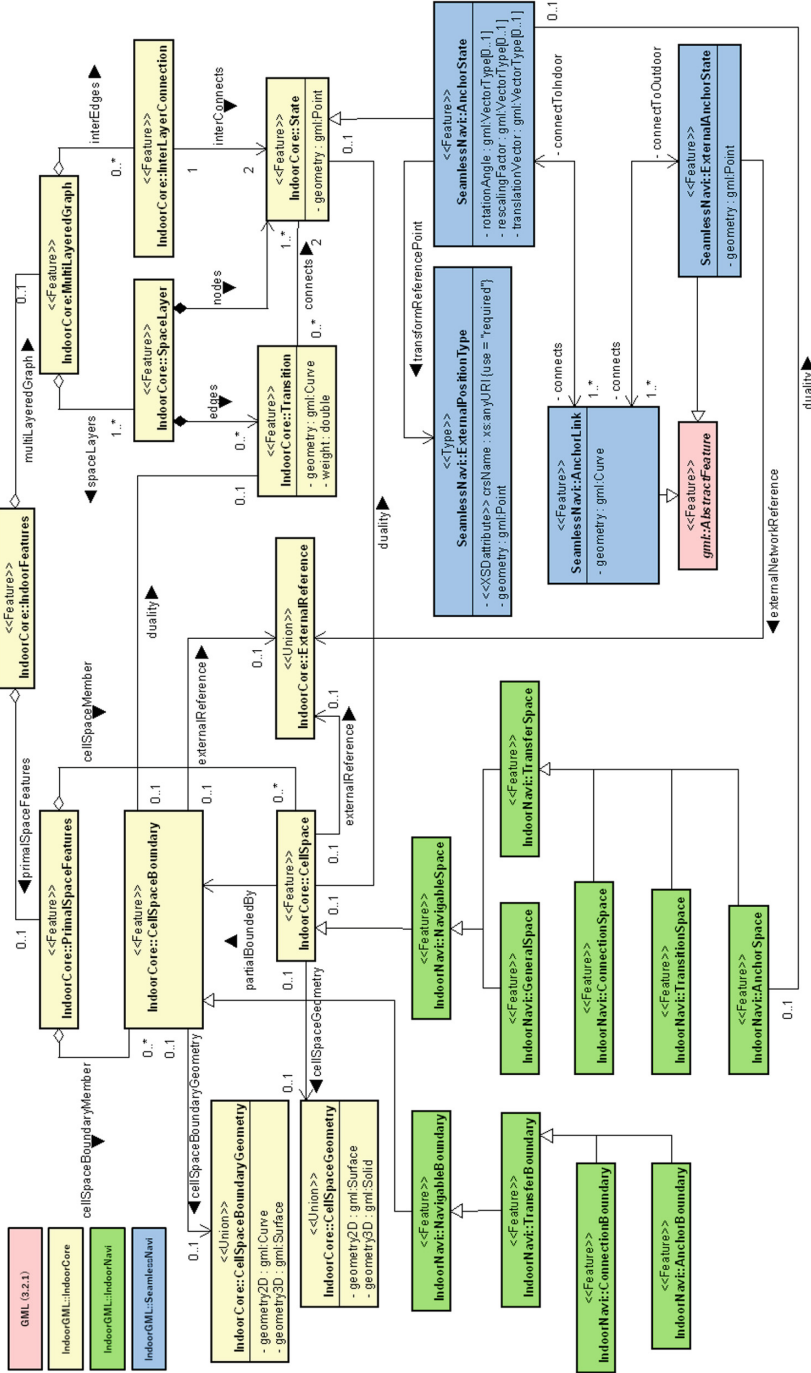 GML (3.2.1)
IndoorGML::IndoorCore
IndoorGML::IndoorNavi
IndoorGML::SeamlessNavi
<<Feature>>
IndoorCore::IndoorFeatures
primalSpaceFeatures
0..1
multiLayeredGraph
0..1
<<Feature>>
IndoorCore::PrimalSpaceFeatures
<<Feature>>
IndoorCore:MultiLayeredGraph
cellSpaceBoundaryMember
0..*
cellSpaceMember
0..*
spaceLayers
1..*
interEdges
0..*
<<Feature>>
IndoorCore::CellSpaceBoundary
<<Feature>>
IndoorCore::SpaceLayer
<<Feature>>
IndoorCore::InterLayerConnection
0..1
cellSpaceBoundaryGeometry
0..1
partialBoundedBy
0..1
duality
0..1
0..1
externalReference
0..1
edges
0..*
nodes
1..*
1
interConnects
2
<<Union>>
IndoorCore::CellSpaceBoundaryGeometry
- geometry2D : gml:Curve
- geometry3D : gml:Surface
<<Feature>>
IndoorCore::CellSpace
<<Union>>
IndoorCore::ExternalReference
<<Feature>>
IndoorCore::Transition
- geometry : gml:Curve
- weight : double
0..*
connects
2
<<Feature>>
IndoorCore::State
- geometry : gml:Point
0..1
cellSpaceGeometry
0..1
0..1
externalReference
0..1
0..1
duality
0..1
<<Union>>
IndoorCore::CellSpaceGeometry
- geometry2D : gml:Surface
- geometry3D : gml:Solid
<<Feature>>
IndoorNavi::NavigableBoundary
<<Feature>>
IndoorNavi::NavigableSpace
transformReferencePoint
<<Type>>
SeamlessNavi::ExternalPositionType
- <<XSDattribute>> crsName : xs:anyURI {use = "required"}
- geometry : gml:Point
<<Feature>>
SeamlessNavi::AnchorState
- rotationAngle : gml:VectorType[0..1]
- rescalingFactor : gml:VectorType[0..1]
- translationVector : gml:VectorType[0..1]
0..1
<<Feature>>
IndoorNavi::TransferBoundary
<<Feature>>
IndoorNavi::GeneralSpace
<<Feature>>
IndoorNavi::TransferSpace
- connects
1..*
- connectToIndoor
<<Feature>>
IndoorNavi::ConnectionBoundary
<<Feature>>
IndoorNavi::ConnectionSpace
<<Feature>>
SeamlessNavi::AnchorLink
- geometry : gml:Curve
- connects
1..*
- connectToOutdoor
<<Feature>>
IndoorNavi::AnchorBoundary
<<Feature>>
IndoorNavi::TransitionSpace
<<Feature>>
gml::AbstractFeature
<<Feature>>
SeamlessNavi::ExternalAnchorState
- geometry : gml:Point
<<Feature>>
IndoorNavi::AnchorSpace
externalNetworkReference
0..1
duality